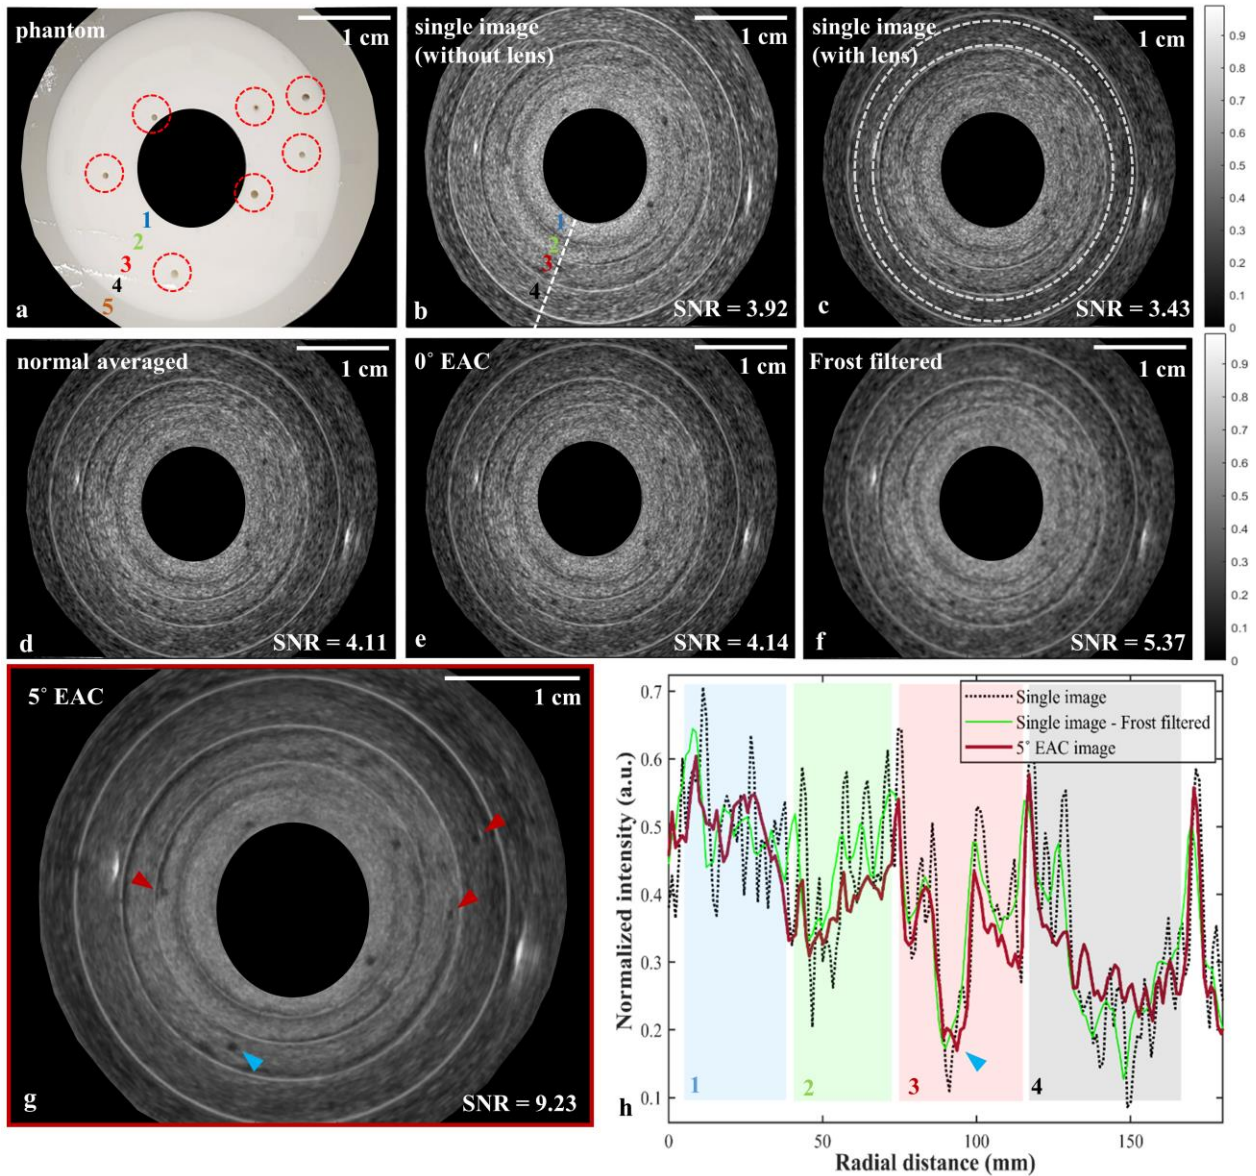 phantom
1 cm
1
2
3
4
5
a
single image
(without lens)
1 cm
1
2
3
4
b
SNR = 3.92
single image
(with lens)
1 cm
c
SNR = 3.43
0.9
0.8
0.7
0.6
0.5
0.4
0.3
0.2
0.1
0
normal averaged
1 cm
d
SNR = 4.11
0° EAC
1 cm
e
SNR = 4.14
Frost filtered
1 cm
f
SNR = 5.37
0.9
0.8
0.7
0.6
0.5
0.4
0.3
0.2
0.1
0
5° EAC
1 cm
g
SNR = 9.23
Normalized intensity (a.u.)
0.7
0.6
0.5
0.4
0.3
0.2
0.1
Single image
Single image - Frost filtered
5° EAC image
1
2
3
4
h
0
50
100
150
Radial distance (mm)